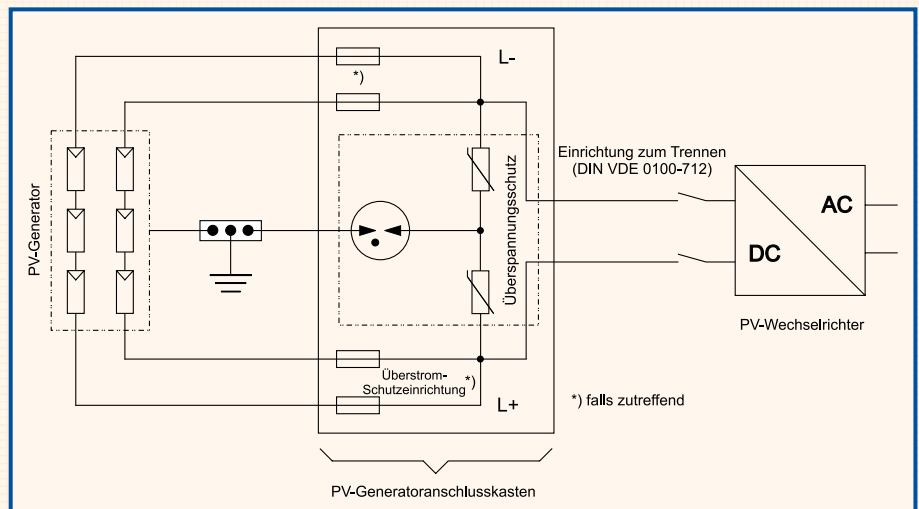 L-
*)
PV-Generator
Überspannungsschutz
Einrichtung zum Trennen
(DIN VDE 0100-712)
AC
DC
PV-Wechselrichter
Überstrom-
Schutzeinrichtung *)
L+
*) falls zutreffend
PV-Generatoranschlusskasten